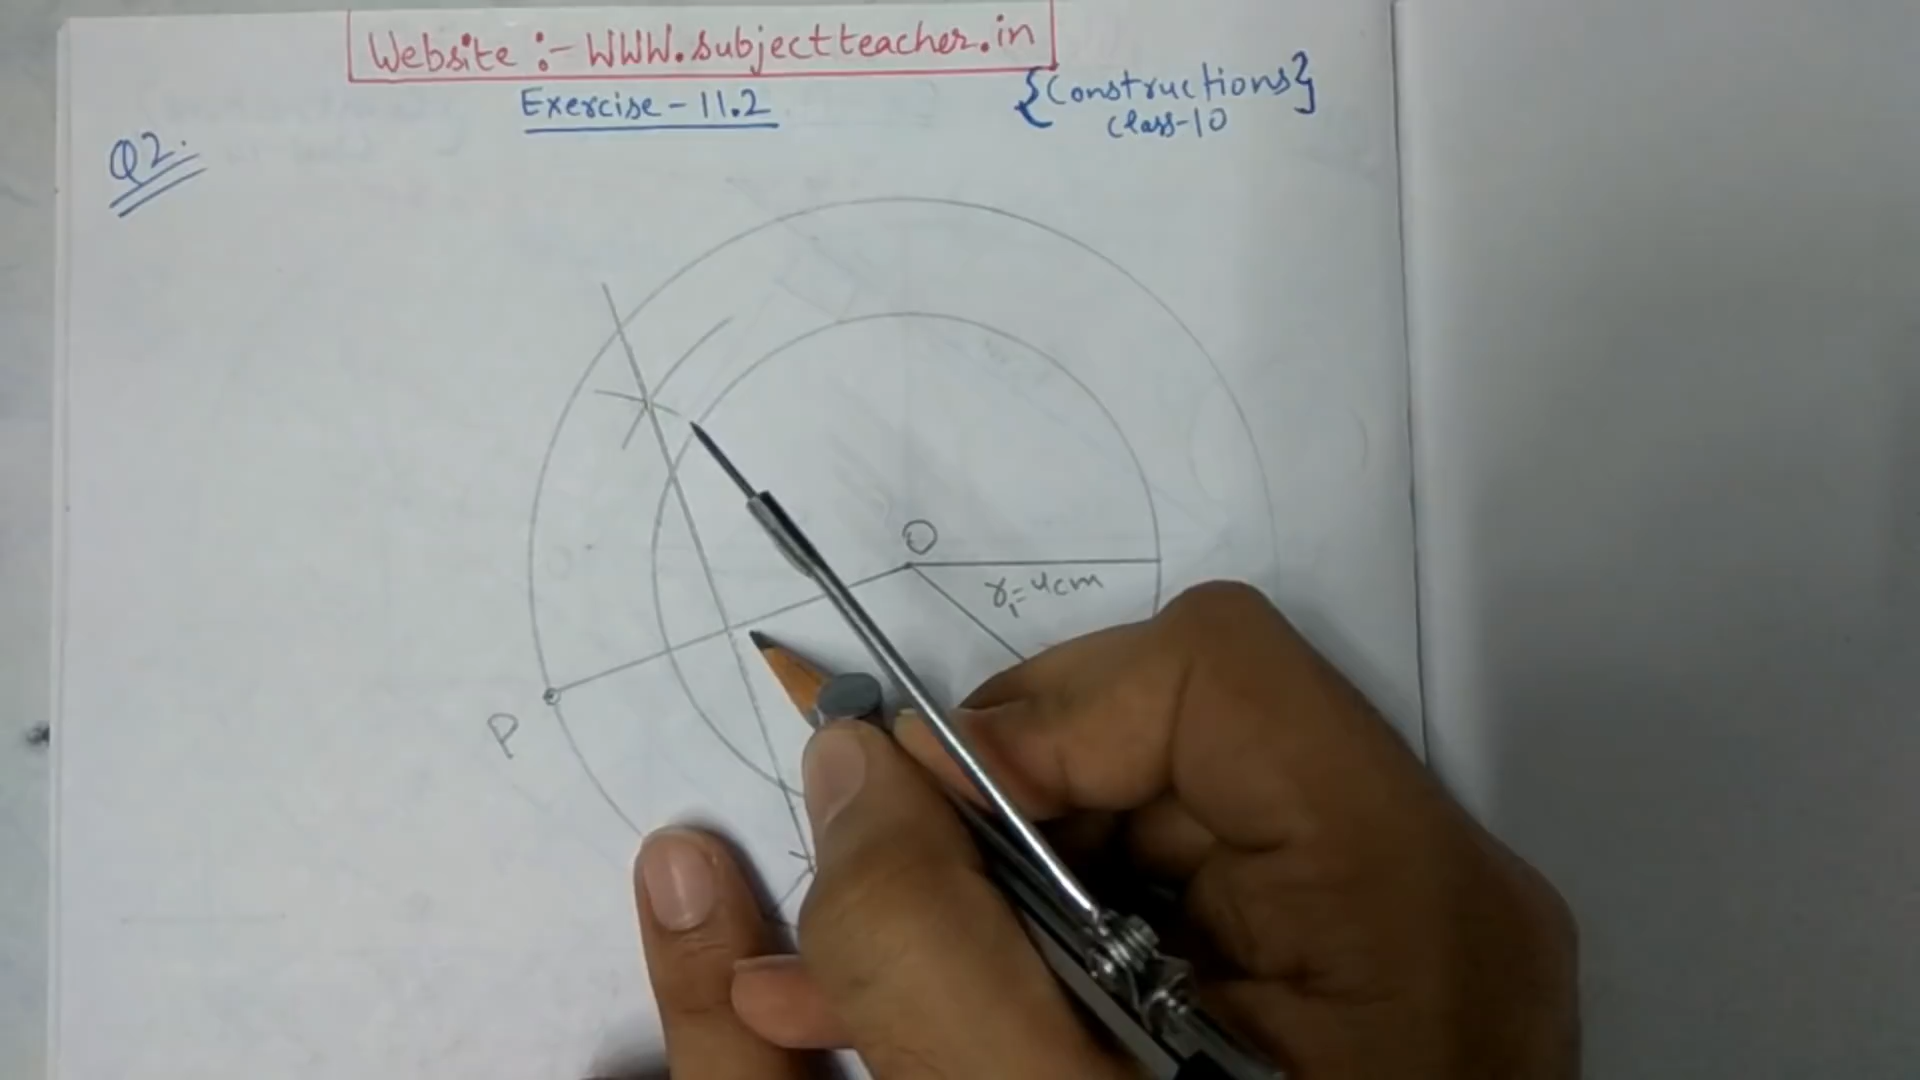 Website :- WWW.subjectteacher.in
Exercise - 11.2
{Constructions}
Class-10
Q2.
O
r₁=4cm
P